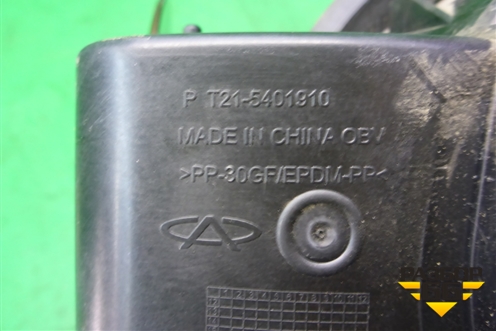 P T21-5401910
MADE IN CHINA OBV
>PP-30GF/EPDM-PP<